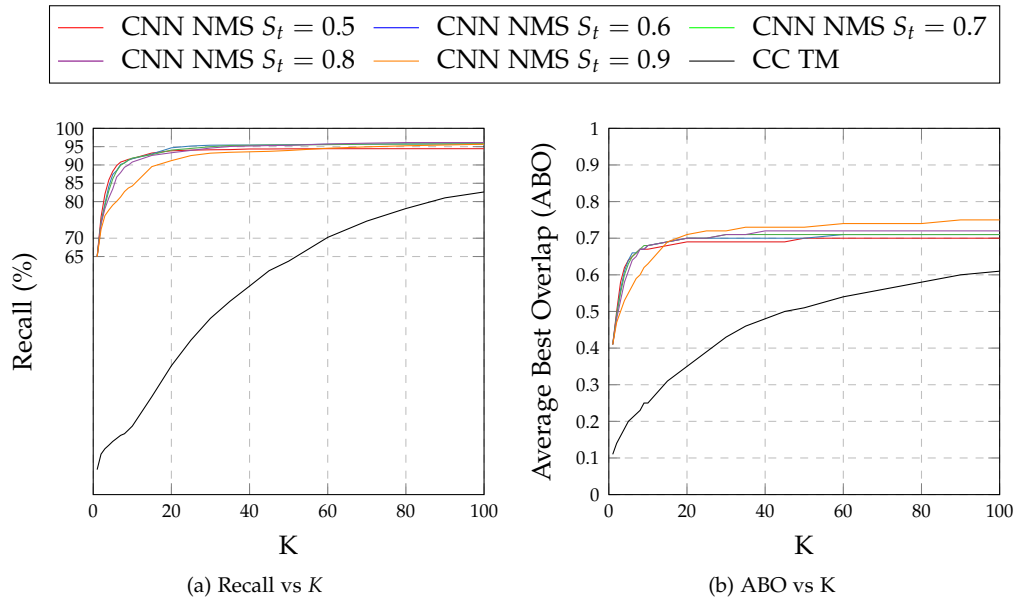 CNN NMS S_t = 0.5 CNN NMS S_t = 0.6 CNN NMS S_t = 0.7
CNN NMS S_t = 0.8 CNN NMS S_t = 0.9 CC TM
Recall (%)
100
95
90
85
80
70
65
0 20 40 60 80 100
K
(a) Recall vs K
Average Best Overlap (ABO)
1
0.9
0.8
0.7
0.6
0.5
0.4
0.3
0.2
0.1
0
0 20 40 60 80 100
K
(b) ABO vs K